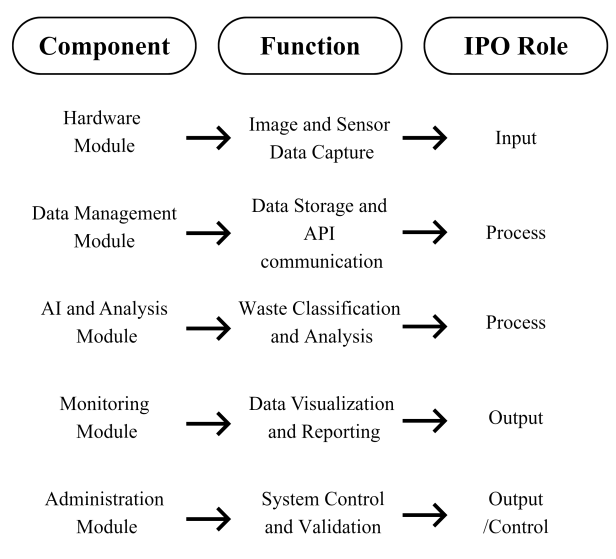 Component
Function
IPO Role
Hardware
Module
Image and Sensor
Data Capture
Input
Data Management
Module
Data Storage and
API
communication
Process
AI and Analysis
Module
Waste Classification
and Analysis
Process
Monitoring
Module
Data Visualization
and Reporting
Output
Administration
Module
System Control
and Validation
Output
/Control